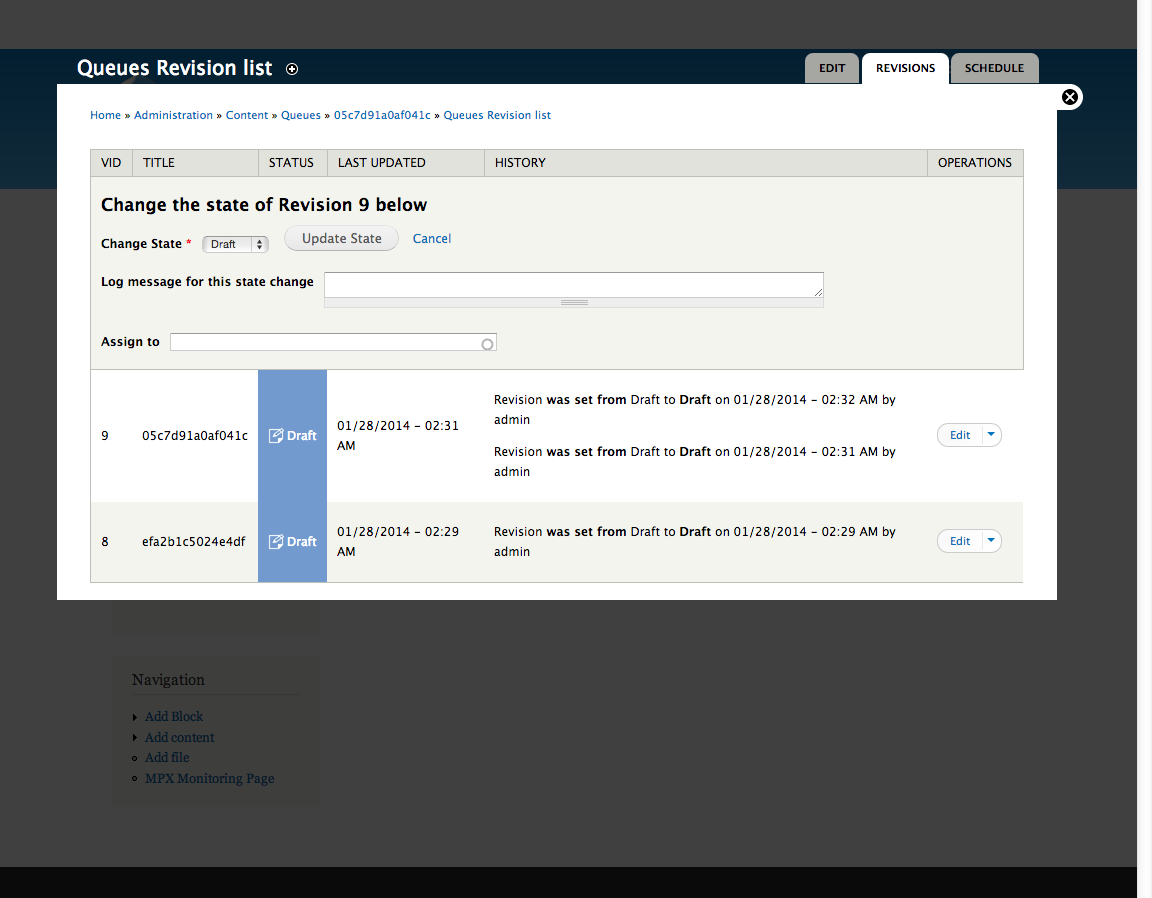 Queues Revision list
EDIT
REVISIONS
SCHEDULE
Home » Administration » Content » Queues » 05c7d91a0af041c » Queues Revision list
VID TITLE STATUS LAST UPDATED HISTORY OPERATIONS
Change the state of Revision 9 below
Change State * Draft Update State Cancel
Log message for this state change
Assign to
Revision was set from Draft to Draft on 01/28/2014 – 02:32 AM by
admin
9 05c7d91a0af041c Draft 01/28/2014 – 02:31
AM
Edit
Revision was set from Draft to Draft on 01/28/2014 – 02:31 AM by
admin
8 efa2b1c5024e4df Draft 01/28/2014 – 02:29
AM
Revision was set from Draft to Draft on 01/28/2014 – 02:29 AM by
admin
Edit
Navigation
Add Block
Add content
Add file
MPX Monitoring Page